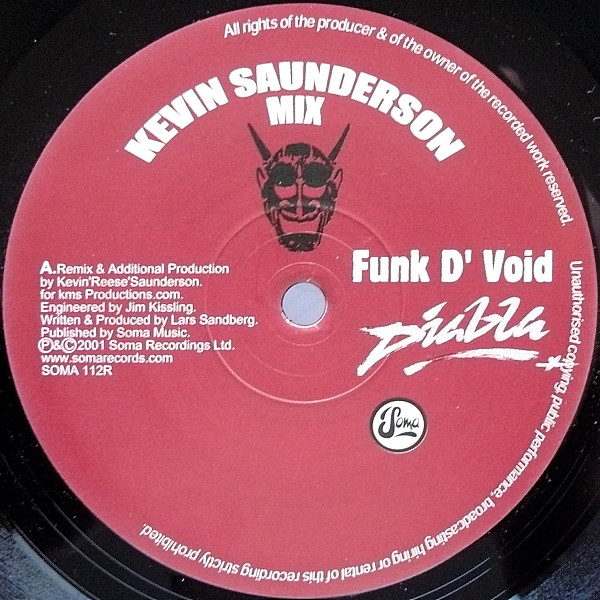 All rights of the producer & of the owner of the recorded work reserved.
KEVIN SAUNDERSON
MIX
A.Remix & Additional Production
by Kevin'Reese'Saunderson.
for kms Productions.com.
Engineered by Jim Kissling.
Written & Produced by Lars Sandberg.
Published by Soma Music.
Ⓟ&©2001 Soma Recordings Ltd.
www.somarecords.com
SOMA 112R
Funk D' Void
Diabla
Soma
Unauthorised copying, public performance, broadcasting hiring or rental of this recording strictly prohibited.